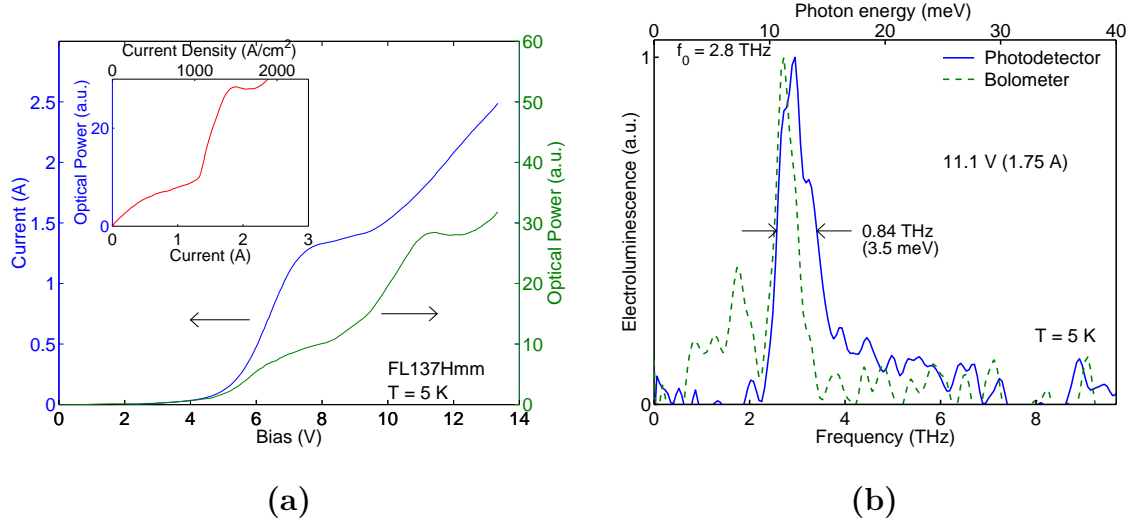 Current Density (A/cm²)
0 1000 2000
Optical Power (a.u.)
0
20
0 1 2 3
Current (A)
Current (A)
0
0.5
1
1.5
2
2.5
Optical Power (a.u.)
0
10
20
30
40
50
60
FL137Hmm
T = 5 K
0 2 4 6 8 10 12 14
Bias (V)
(a)
Photon energy (meV)
0 10 20 30 40
f₀ = 2.8 THz
Photodetector
Bolometer
11.1 V (1.75 A)
0.84 THz
(3.5 meV)
T = 5 K
Electroluminescence (a.u.)
0
1
0 2 4 6 8
Frequency (THz)
(b)